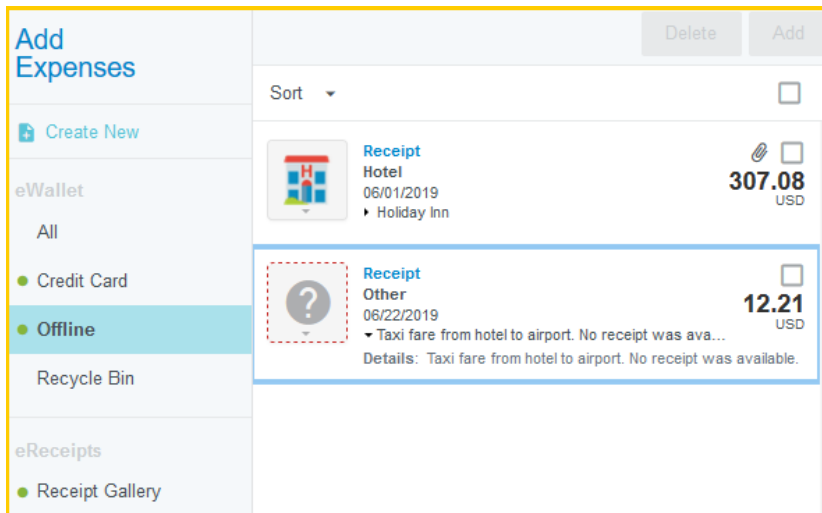 Add
Expenses
Create New
eWallet
All
Credit Card
Offline
Recycle Bin
eReceipts
Receipt Gallery
Delete
Add
Sort
Receipt
Hotel
06/01/2019
Holiday Inn
307.08
USD
H
Receipt
Other
06/22/2019
Taxi fare from hotel to airport. No receipt was ava...
Details: Taxi fare from hotel to airport. No receipt was available.
12.21
USD
?